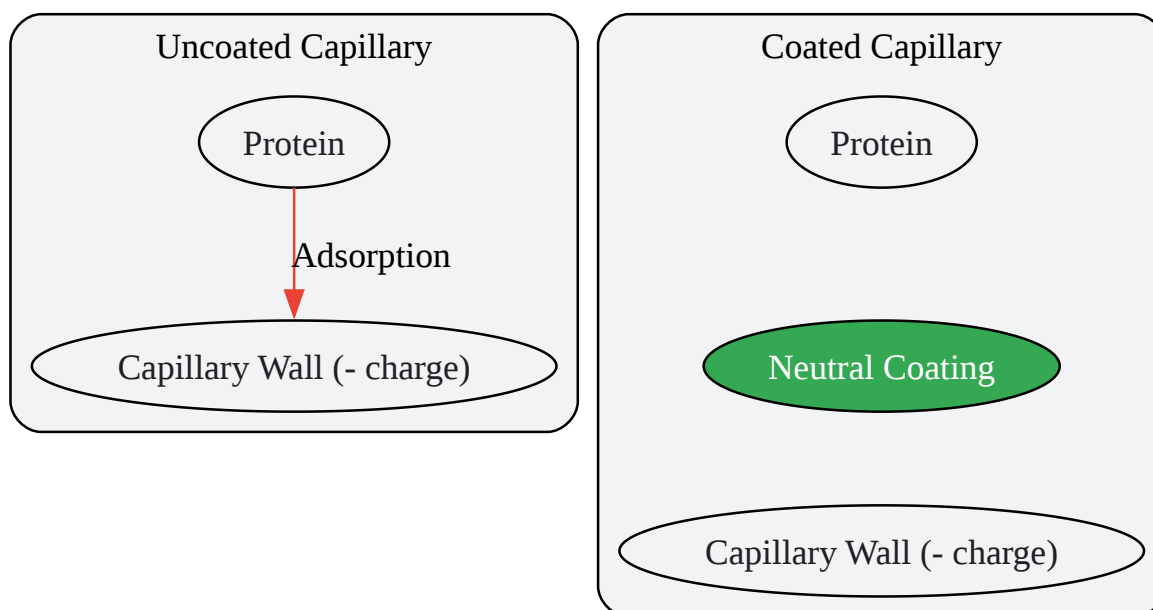 Uncoated Capillary
Protein
Adsorption
Capillary Wall (- charge)
Coated Capillary
Protein
Neutral Coating
Capillary Wall (- charge)